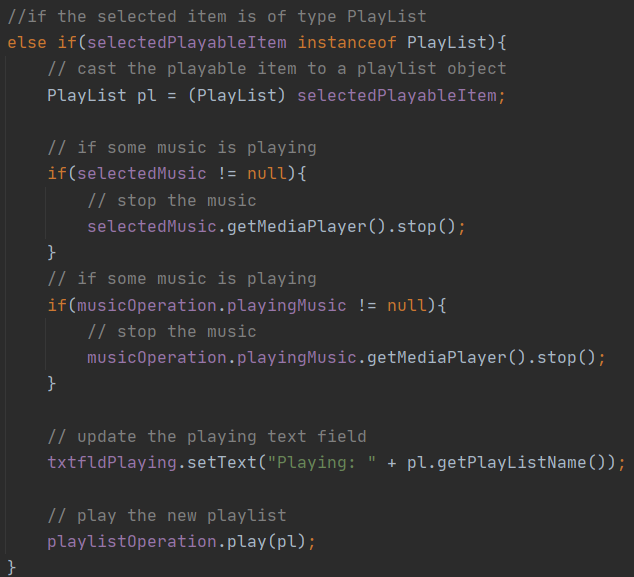 //if the selected item is of type PlayList
else if(selectedPlayableItem instanceof PlayList){
    // cast the playable item to a playlist object
    PlayList pl = (PlayList) selectedPlayableItem;

    // if some music is playing
    if(selectedMusic != null){
        // stop the music
        selectedMusic.getMediaPlayer().stop();
    }
    // if some music is playing
    if(musicOperation.playingMusic != null){
        // stop the music
        musicOperation.playingMusic.getMediaPlayer().stop();
    }

    // update the playing text field
    txtfldPlaying.setText("Playing: " + pl.getPlayListName());

    // play the new playlist
    playlistOperation.play(pl);
}